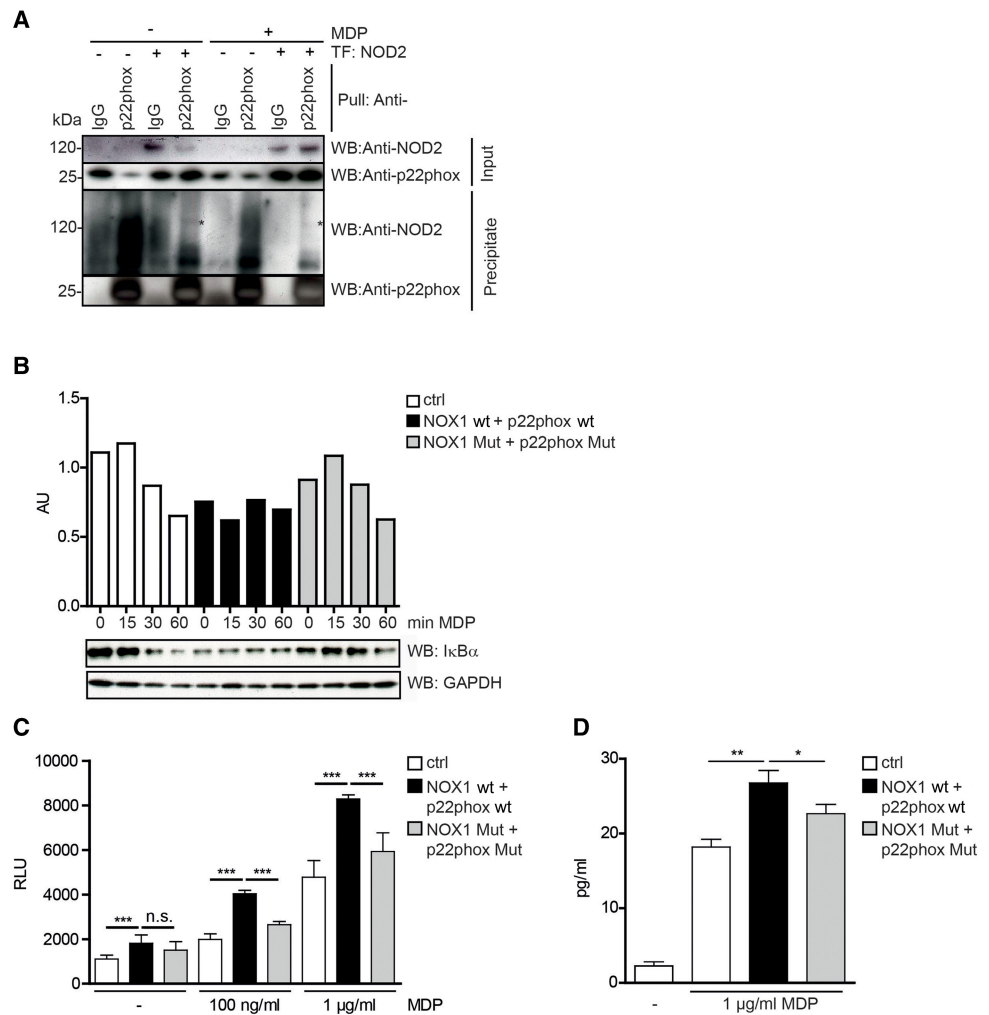 A
- + MDP
- - + + - - + + TF: NOD2
IgG p22phox IgG p22phox IgG p22phox IgG p22phox Pull: Anti-
kDa
120- WB:Anti-NOD2
25- WB:Anti-p22phox
Input
120- * * WB:Anti-NOD2
25- WB:Anti-p22phox
Precipitate
B
1.5
1.0
0.5
0.0
AU
ctrl
NOX1 wt + p22phox wt
NOX1 Mut + p22phox Mut
0 15 30 60 0 15 30 60 0 15 30 60 min MDP
WB: IκBα
WB: GAPDH
C
10000
8000
6000
4000
2000
0
RLU
*** n.s.
*** ***
*** ***
- 100 ng/ml 1 µg/ml MDP
ctrl
NOX1 wt +
p22phox wt
NOX1 Mut +
p22phox Mut
D
30
20
10
0
pg/ml
** *
- 1 µg/ml MDP
ctrl
NOX1 wt +
p22phox wt
NOX1 Mut +
p22phox Mut